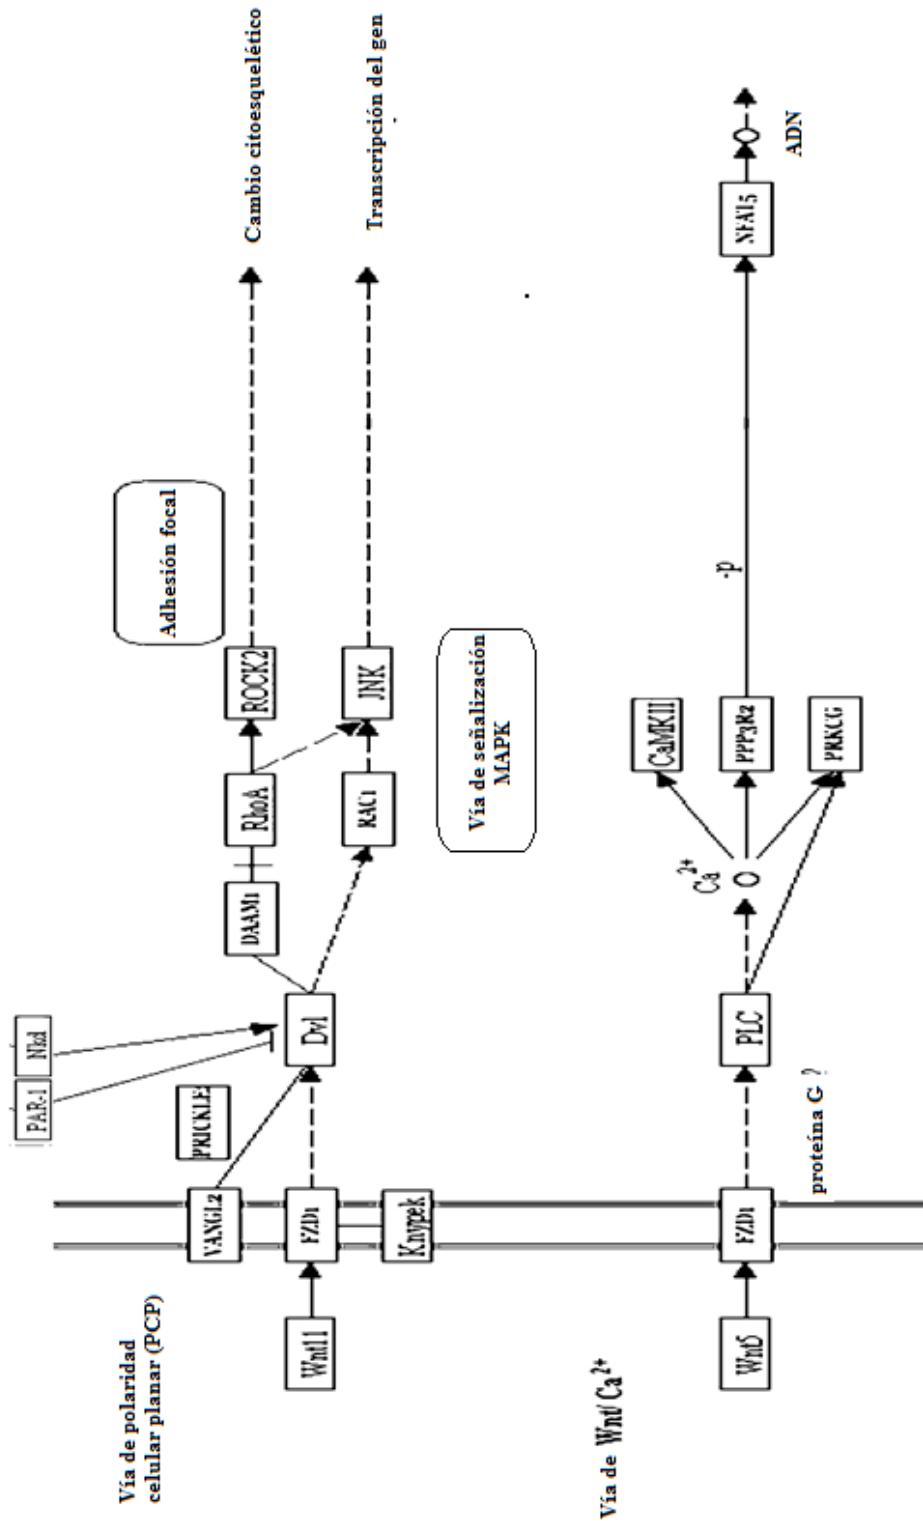 Vía de polaridad
celular planar (PCP)
Wnt11
VANGL2
FZD1
Knypek
PRICKLE
PAR-1
Nkd
Dvl
DAAM1
RhoA
RAC1
ROCK2
JNK
Adhesión focal
Vía de señalización
MAPK
Cambio citoesquelético
Transcripción del gen
Vía de Wnt/Ca2+
Wnt5
FZD1
proteína G ?
PLC
Ca2+
CaMKII
PPP3R2
PRKCG
-p
NFAT5
ADN